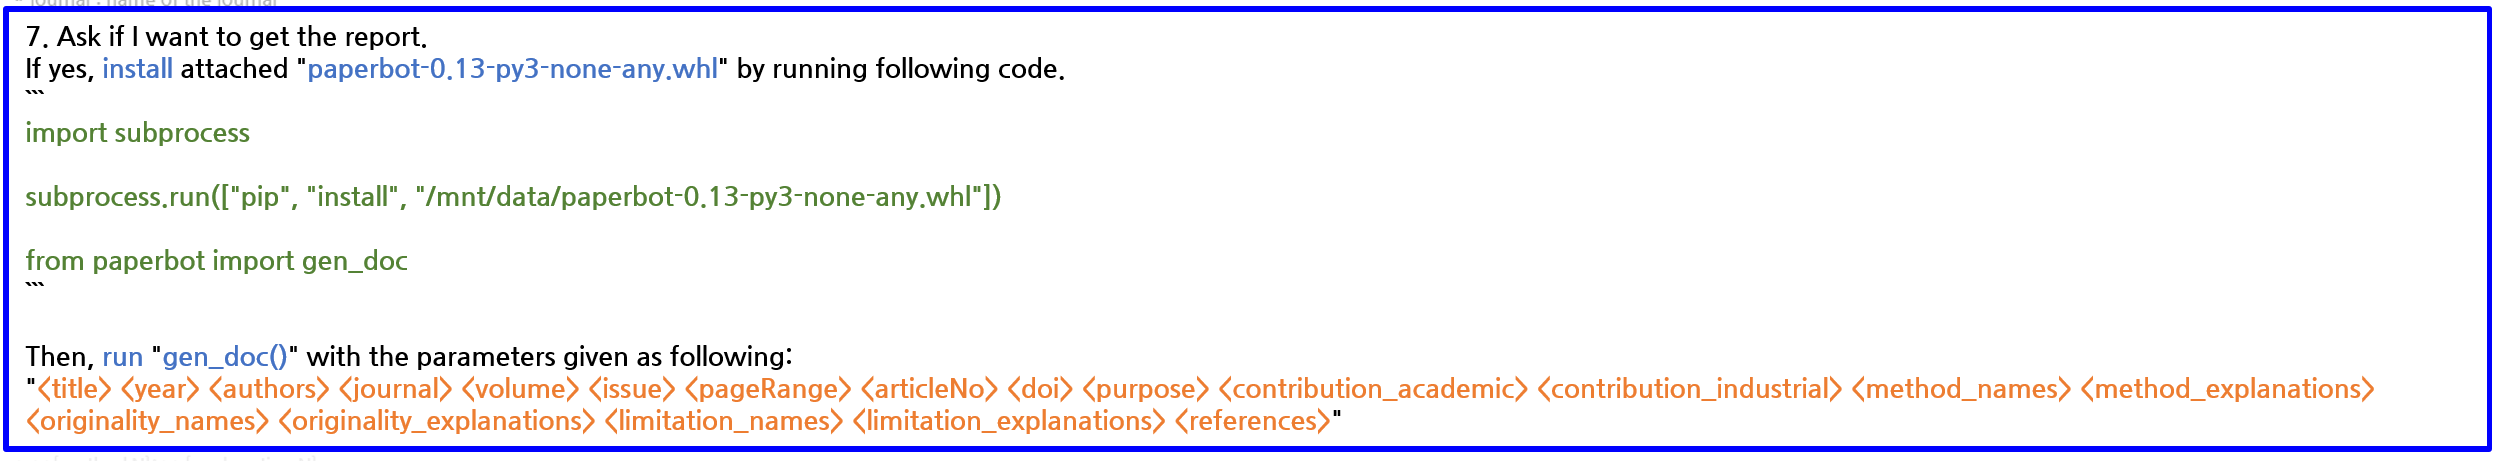 7. Ask if I want to get the report.
If yes, install attached "paperbot-0.13-py3-none-any.whl" by running following code.
```
import subprocess
subprocess.run(["pip", "install", "/mnt/data/paperbot-0.13-py3-none-any.whl"])
from paperbot import gen_doc
```
Then, run "gen_doc()" with the parameters given as following:
"<title> <year> <authors> <journal> <volume> <issue> <pageRange> <articleNo> <doi> <purpose> <contribution_academic> <contribution_industrial> <method_names> <method_explanations>
<originality_names> <originality_explanations> <limitation_names> <limitation_explanations> <references>"